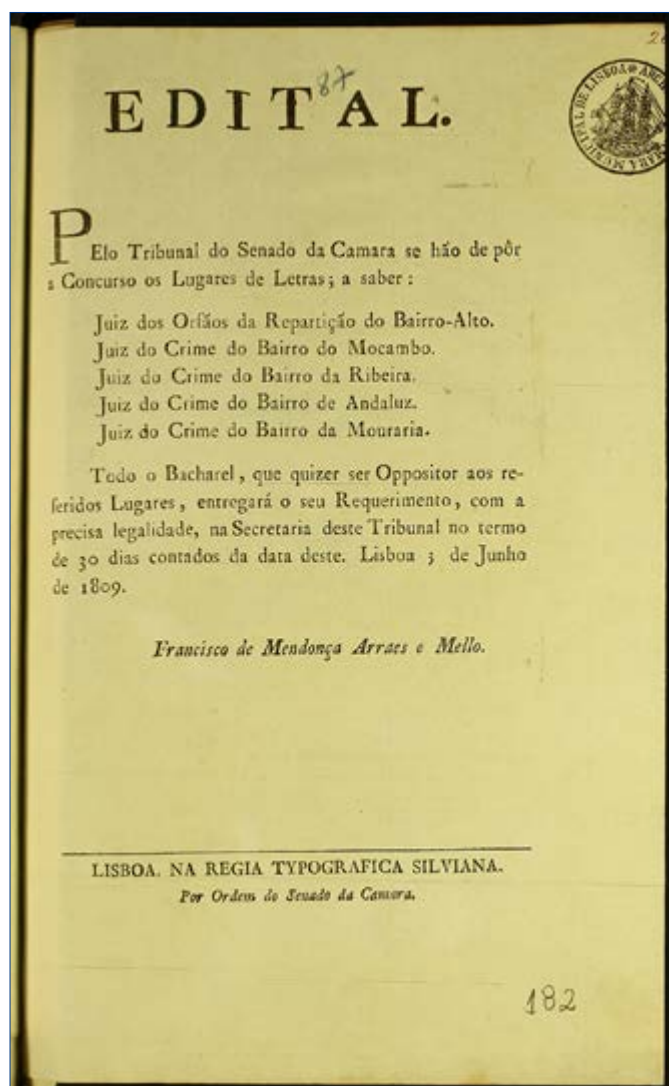 87
EDITAL.
PElo Tribunal do Senado da Camara se hão de pôr
a Concurso os Lugares de Letras; a saber:
Juiz dos Orfãos da Repartição do Bairro-Alto.
Juiz do Crime do Bairro do Mocambo.
Juiz do Crime do Bairro da Ribeira.
Juiz do Crime do Bairro de Andaluz.
Juiz do Crime do Bairro da Mouraria.
Todo o Bacharel, que quizer ser Oppositor aos re-
feridos Lugares, entregará o seu Requerimento, com a
precisa legalidade, na Secretaria deste Tribunal no termo
de 30 dias contados da data deste. Lisboa 3 de Junho
de 1809.
Francisco de Mendonça Arraes e Mello.
LISBOA. NA REGIA TYPOGRAFICA SILVIANA.
Por Ordem do Senado da Camara.
182